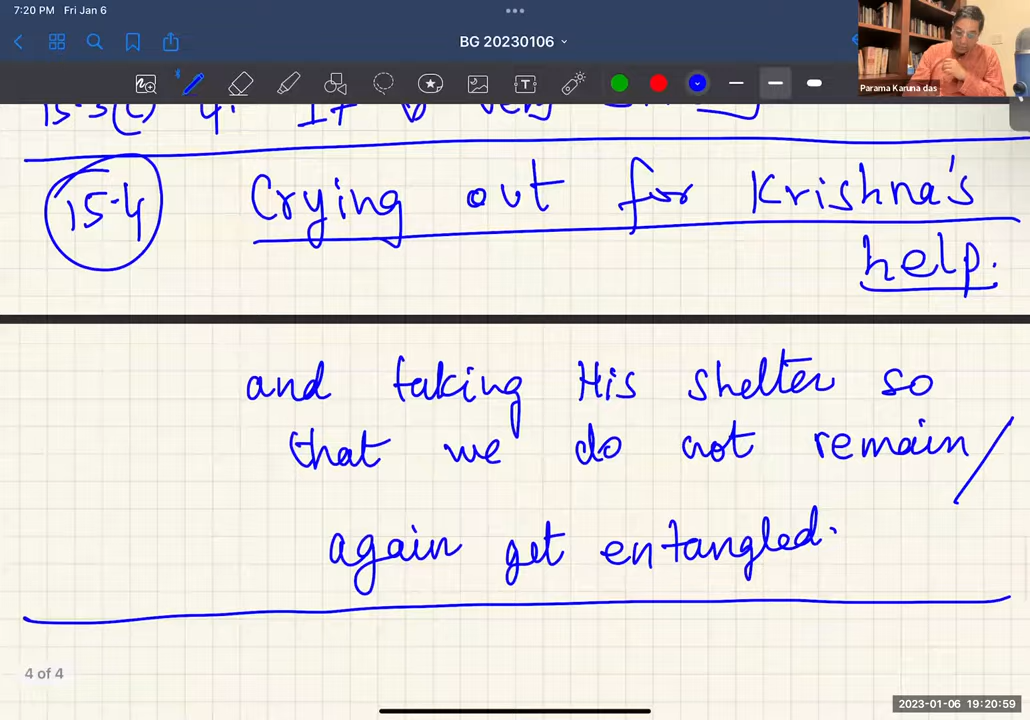 7:20 PM Fri Jan 6
BG 20230106
Parama Karuna das
15-4 Crying out for Krishna's
help.
and taking His shelter so
that we do not remain/
again get entangled.
4 of 4
2023-01-06 19:20:59